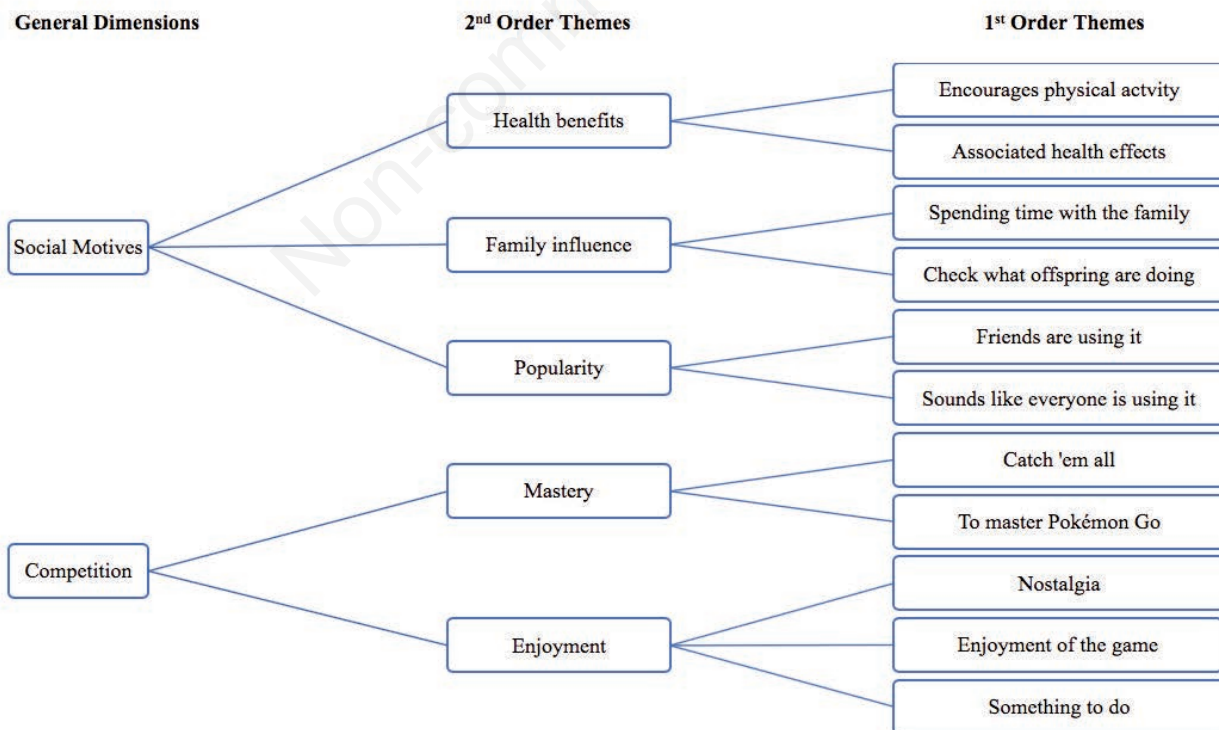 General Dimensions
2nd Order Themes
1st Order Themes
Encourages physical actvity
Health benefits
Associated health effects
Spending time with the family
Social Motives
Family influence
Check what offspring are doing
Friends are using it
Popularity
Sounds like everyone is using it
Catch 'em all
Mastery
To master Pokémon Go
Competition
Nostalgia
Enjoyment
Enjoyment of the game
Something to do
Non-com